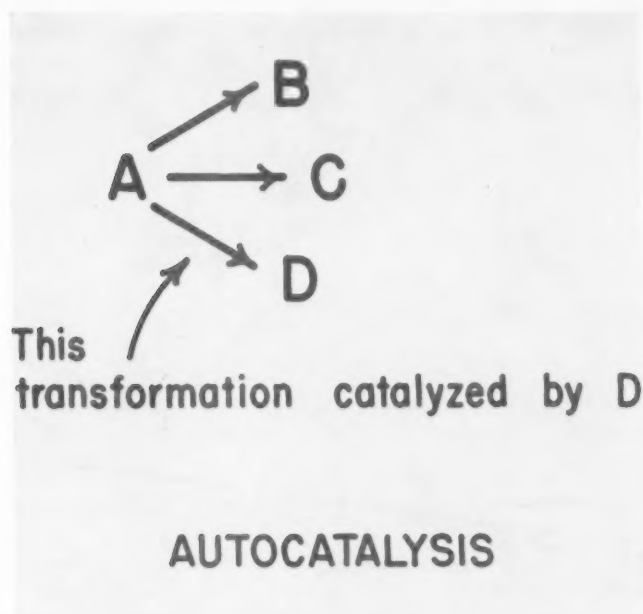 B
A C
D
This
transformation catalyzed by D
AUTOCATALYSIS